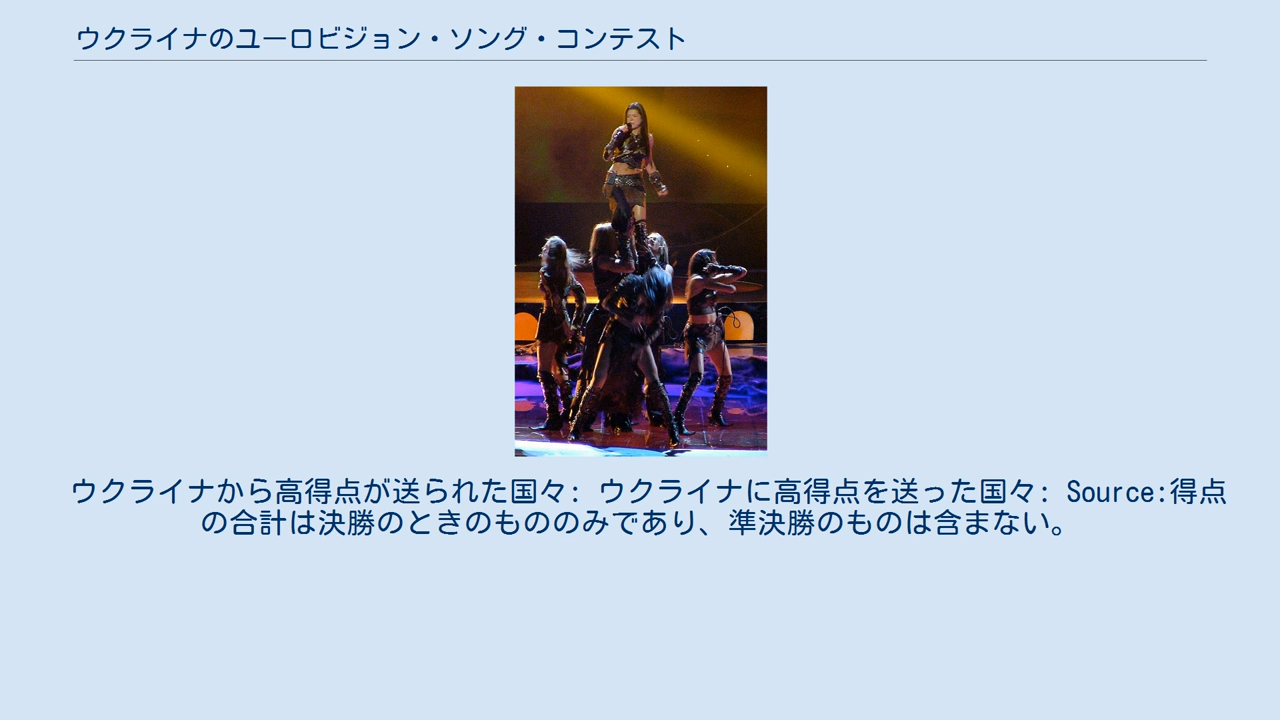 ウクライナのユーロビジョン・ソング・コンテスト
ウクライナから高得点が送られた国々: ウクライナに高得点を送った国々: Source:得点
の合計は決勝のときのもののみであり、準決勝のものは含まない。